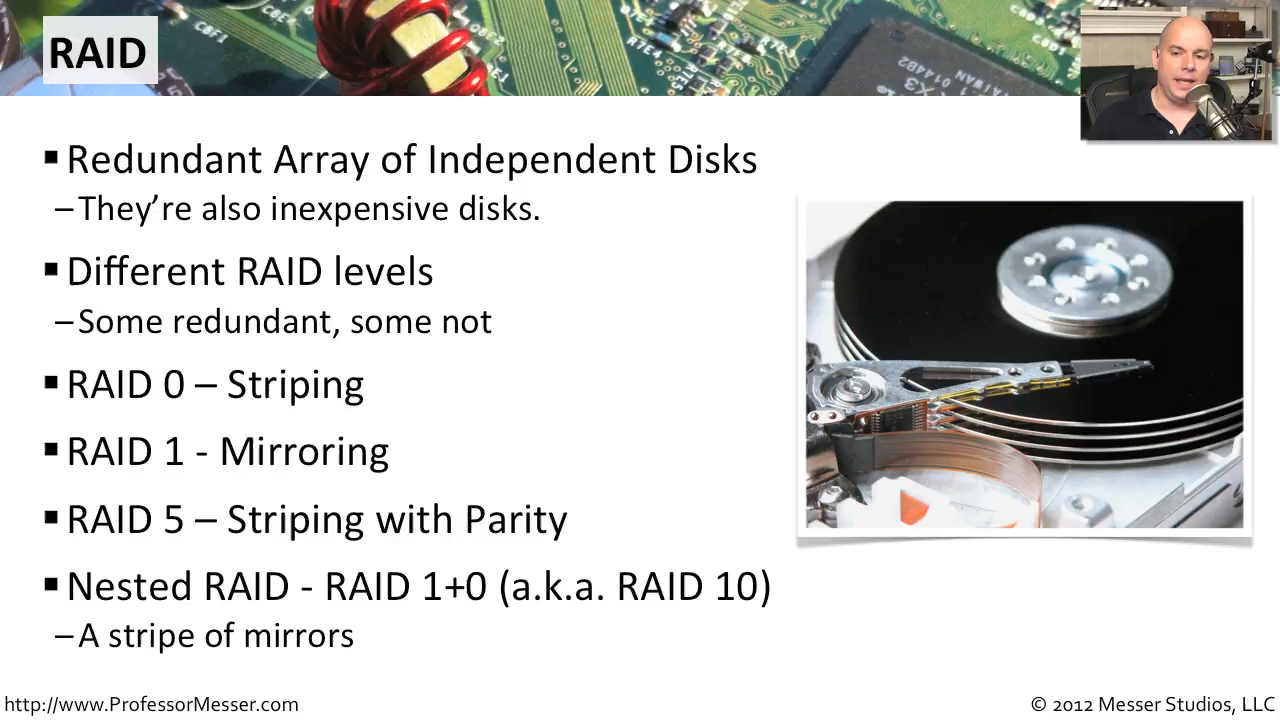 RAID
▪ Redundant Array of Independent Disks
– They’re also inexpensive disks.
▪ Different RAID levels
– Some redundant, some not
▪ RAID 0 – Striping
▪ RAID 1 - Mirroring
▪ RAID 5 – Striping with Parity
▪ Nested RAID - RAID 1+0 (a.k.a. RAID 10)
– A stripe of mirrors
http://www.ProfessorMesser.com
© 2012 Messer Studios, LLC